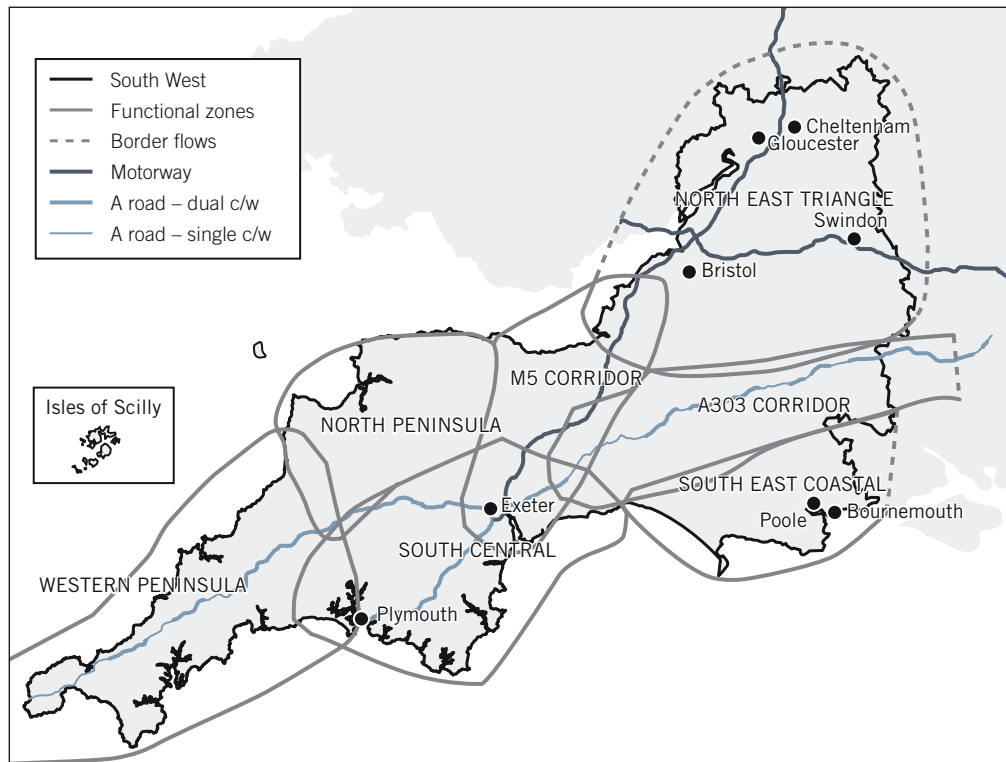 South West
Functional zones
Border flows
Motorway
A road – dual c/w
A road – single c/w
Cheltenham
Gloucester
NORTH EAST TRIANGLE
Swindon
Bristol
M5 CORRIDOR
Isles of Scilly
A303 CORRIDOR
NORTH PENINSULA
SOUTH EAST COASTAL
Exeter
Poole
Bournemouth
SOUTH CENTRAL
WESTERN PENINSULA
Plymouth